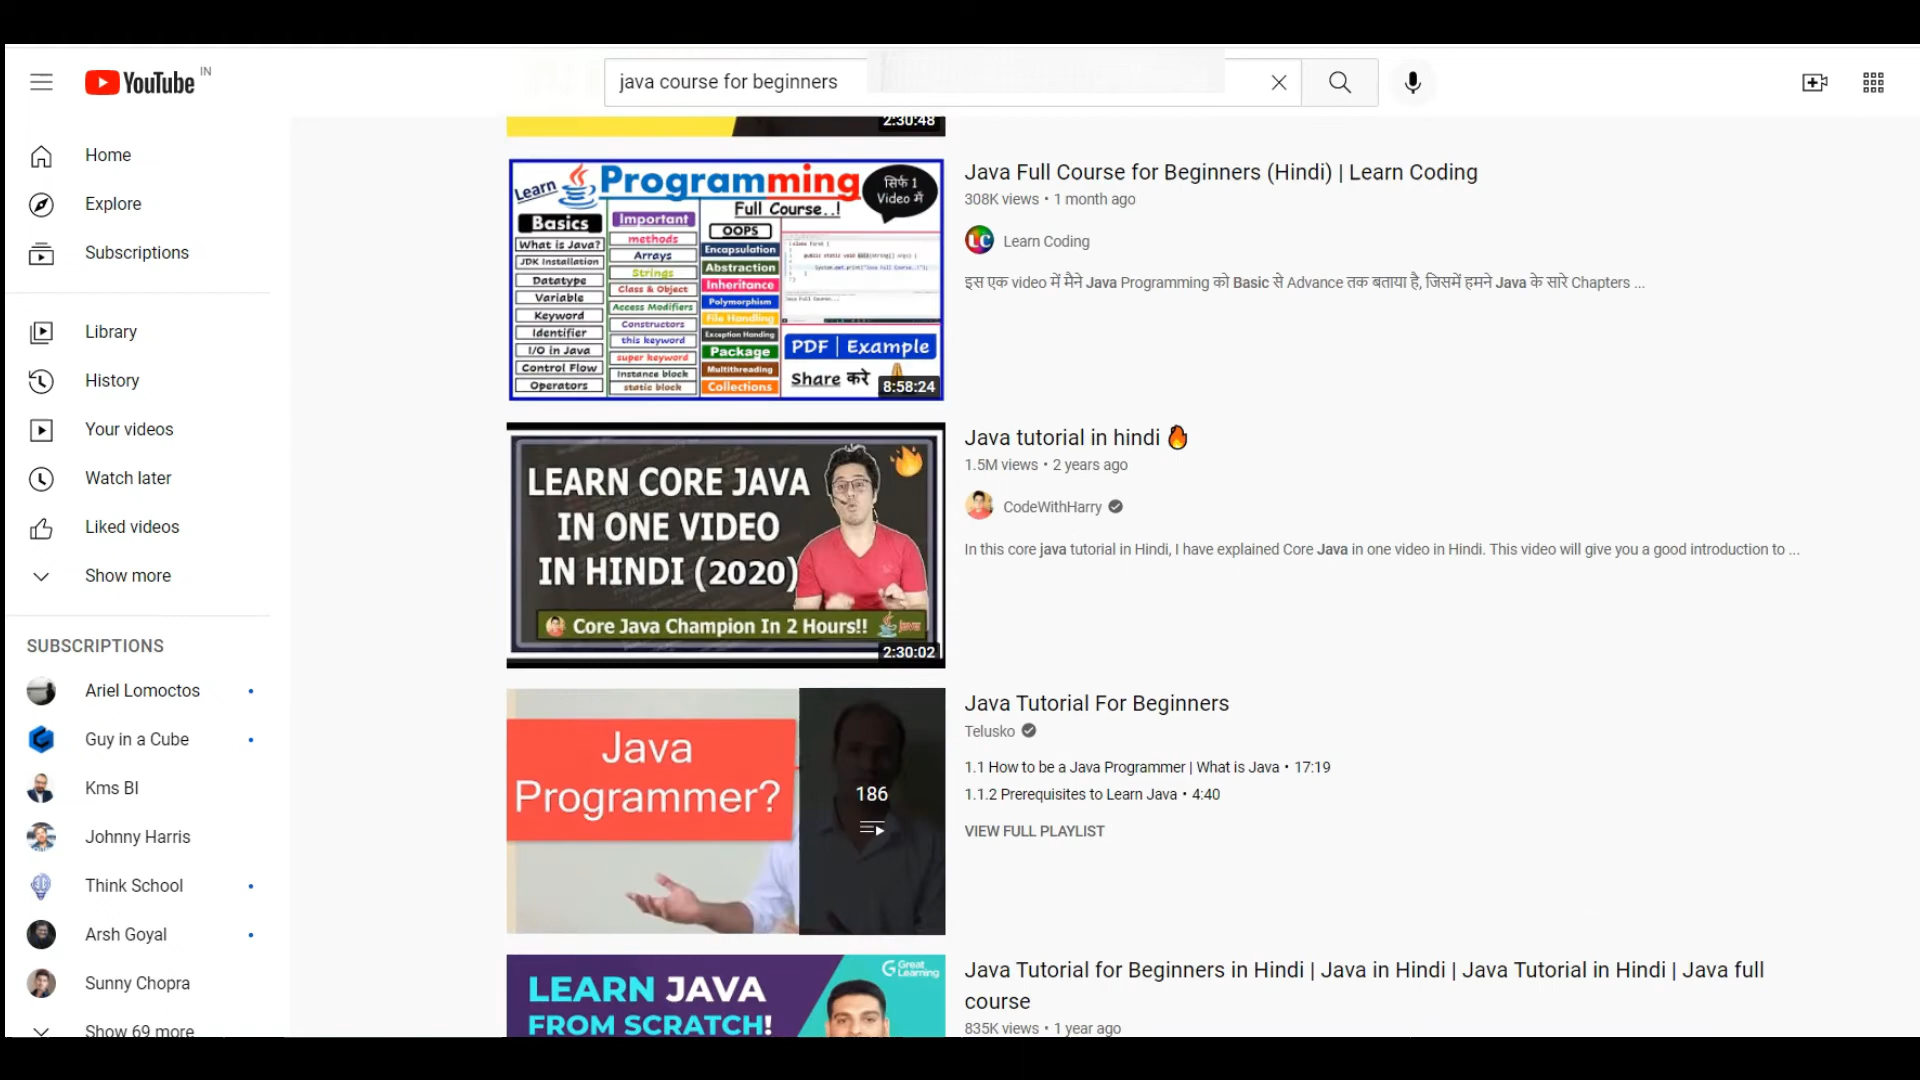 YouTube IN
java course for beginners
Home
Explore
Subscriptions
Library
History
Your videos
Watch later
Liked videos
Show more
SUBSCRIPTIONS
Ariel Lomoctos
Guy in a Cube
Kms BI
Johnny Harris
Think School
Arsh Goyal
Sunny Chopra
Show 69 more
2:30:48
Learn Programming
सिर्फ 1
Video में
Full Course..!
Basics
What is Java?
JDK Installation
Datatype
Variable
Keyword
Identifier
I/O in Java
Control Flow
Operators
Important
methods
Arrays
Strings
Class & Object
Access Modifiers
Constructors
this keyword
super keyword
Instance block
static block
OOPS
Encapsulation
Abstraction
Inheritance
Polymorphism
File Handling
Exception Handing
Package
Multithreading
Collections
PDF | Example
Share करे
8:58:24
Java Full Course for Beginners (Hindi) | Learn Coding
308K views • 1 month ago
LC Learn Coding
इस एक video में मैने Java Programming को Basic से Advance तक बताया है, जिसमें हमने Java के सारे Chapters ...
LEARN CORE JAVA
IN ONE VIDEO
IN HINDI (2020)
Core Java Champion In 2 Hours!! Java
2:30:02
Java tutorial in hindi 🔥
1.5M views • 2 years ago
CodeWithHarry
In this core java tutorial in Hindi, I have explained Core Java in one video in Hindi. This video will give you a good introduction to ...
Java
Programmer?
186
Java Tutorial For Beginners
Telusko
1.1 How to be a Java Programmer | What is Java • 17:19
1.1.2 Prerequisites to Learn Java • 4:40
VIEW FULL PLAYLIST
LEARN JAVA
FROM SCRATCH!
Great
Learning
Java Tutorial for Beginners in Hindi | Java in Hindi | Java Tutorial in Hindi | Java full
course
835K views • 1 year ago